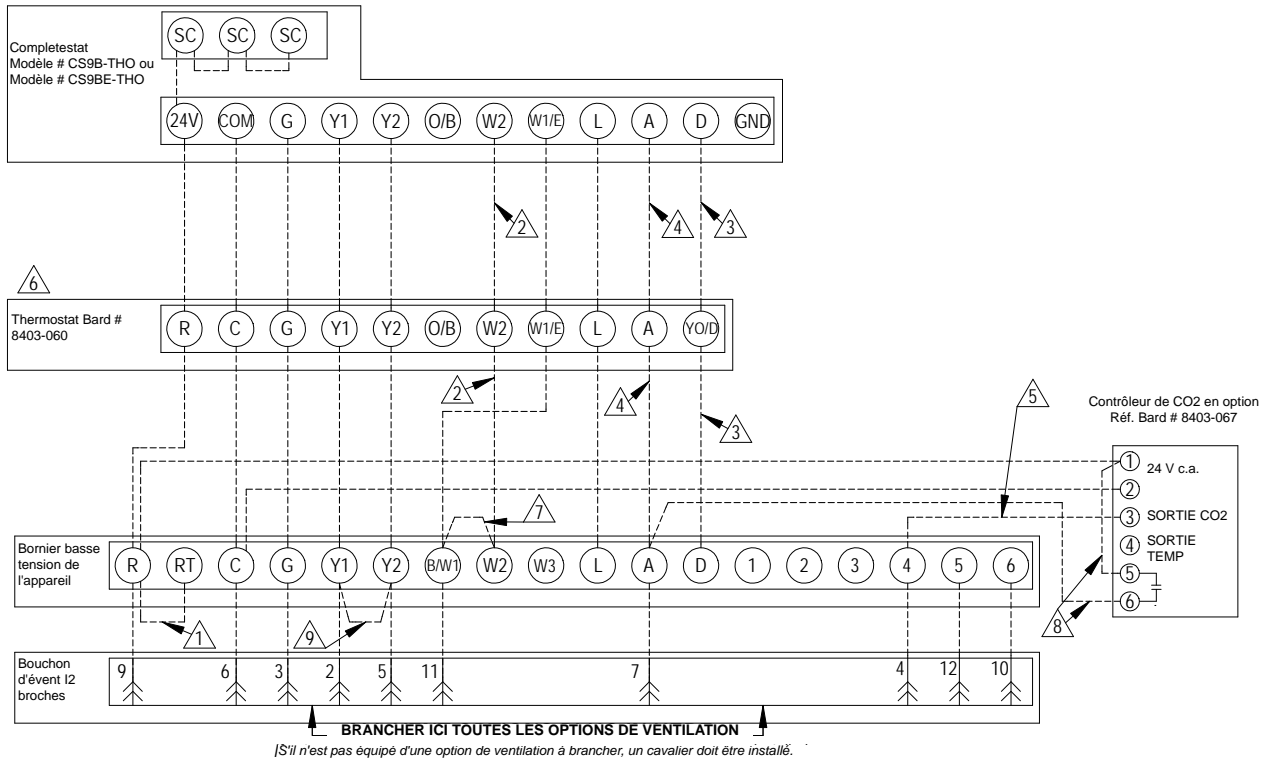 SC SC SC
Completestat
Modèle # CS9B-THO ou
Modèle # CS9BE-THO
24V COM G Y1 Y2 O/B W2 W1/E L A D GND
2 4 3
6
Thermostat Bard #
8403-060
R C G Y1 Y2 O/B W2 W1/E L A YO/D
2 4 3 5
Contrôleur de CO2 en option
Réf. Bard # 8403-067
1 24 V c.a.
2
3 SORTIE CO2
4 SORTIE
TEMP
5
6
7
8
Bornier basse
tension de
l'appareil
R RT C G Y1 Y2 B/W1 W2 W3 L A D 1 2 3 4 5 6
1 9
Bouchon
d'évent I2
broches
9 6 3 2 5 11 7 4 12 10
BRANCHER ICI TOUTES LES OPTIONS DE VENTILATION
S'il n'est pas équipé d'une option de ventilation à brancher, un cavalier doit être installé.